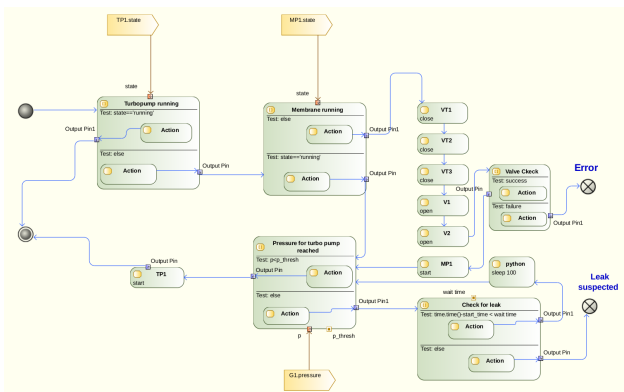 TP1.state
MP1.state
state
state
Turbopump running
Test: state=='running'
Action
Output Pin1
Test: else
Action
Output Pin
Membrane running
Test: else
Action
Output Pin1
Test: state=='running'
Action
Output Pin
VT1
close
VT2
close
VT3
close
V1
open
V2
open
Valve Ckeck
Test: success
Output Pin
Action
Test: failure
Action
Output Pin1
Error
Pressure for turbo pump
reached
Test: p<p_thresh
Output Pin
Action
Test: else
Action
Output Pin1
p
p_thresh
G1.pressure
Output Pin
TP1
start
MP1
start
python
sleep 100
wait time
Check for leak
Test: time.time()-start_time < wait time
Action
Output Pin1
Test: else
Action
Output Pin
Leak
suspected